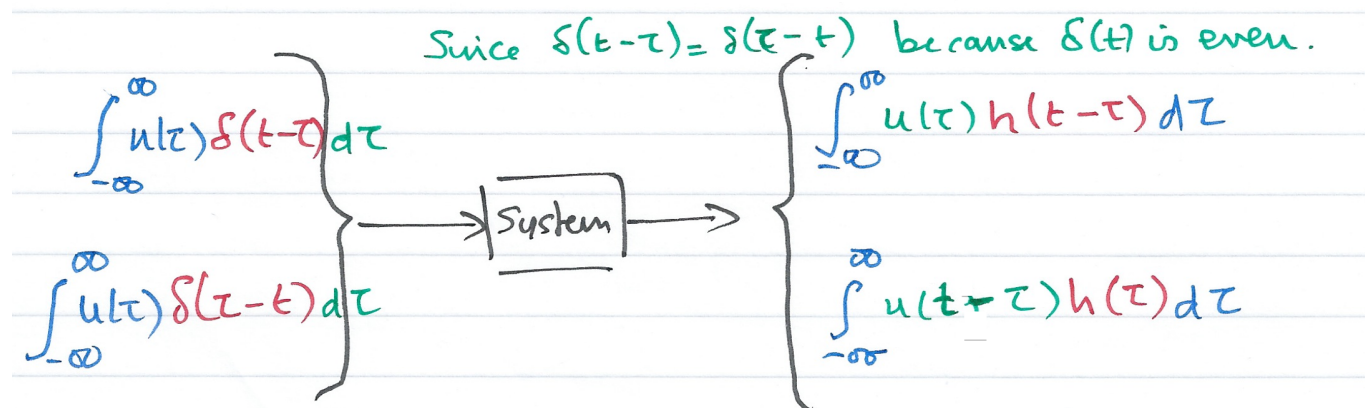 Since δ(t-τ) = δ(τ-t) because δ(t) is even.
∫_{-∞}^{∞} u(τ) δ(t-τ) dτ
∫_{-∞}^{∞} u(τ) h(t-τ) dτ
System
∫_{-∞}^{∞} u(τ) δ(τ-t) dτ
∫_{-∞}^{∞} u(t-τ) h(τ) dτ